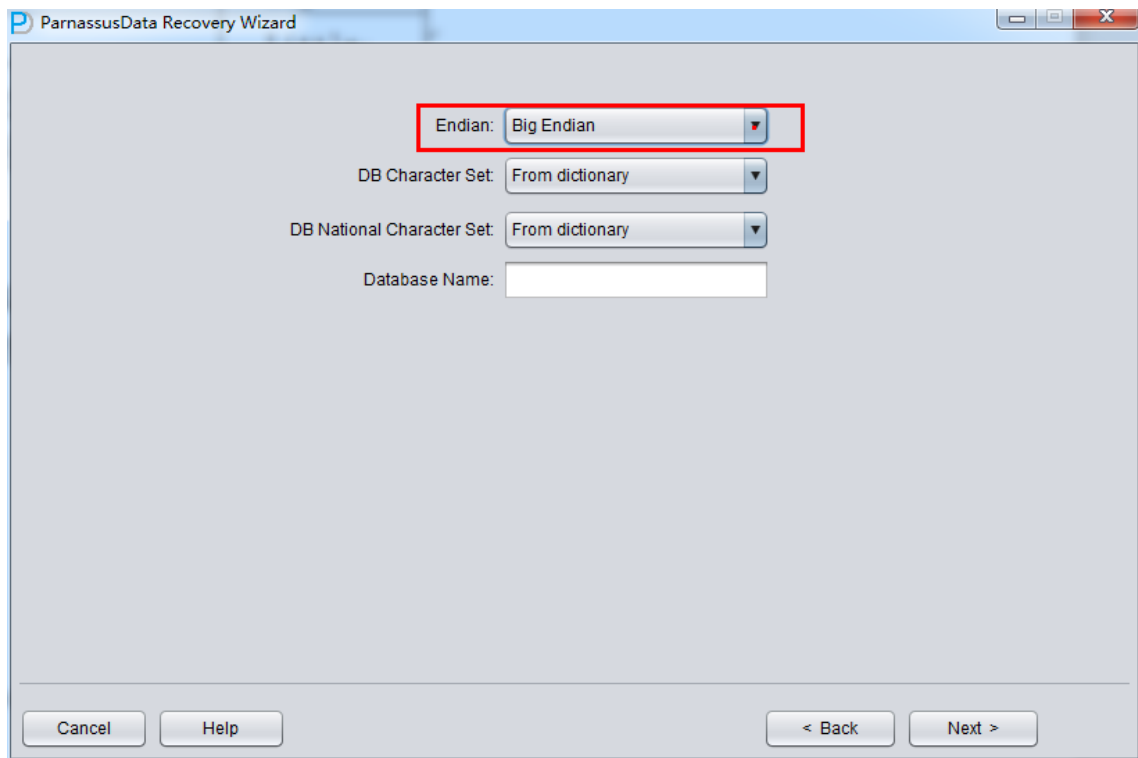 ParnassusData Recovery Wizard
Endian: Big Endian
DB Character Set: From dictionary
DB National Character Set: From dictionary
Database Name:
Cancel Help < Back Next >